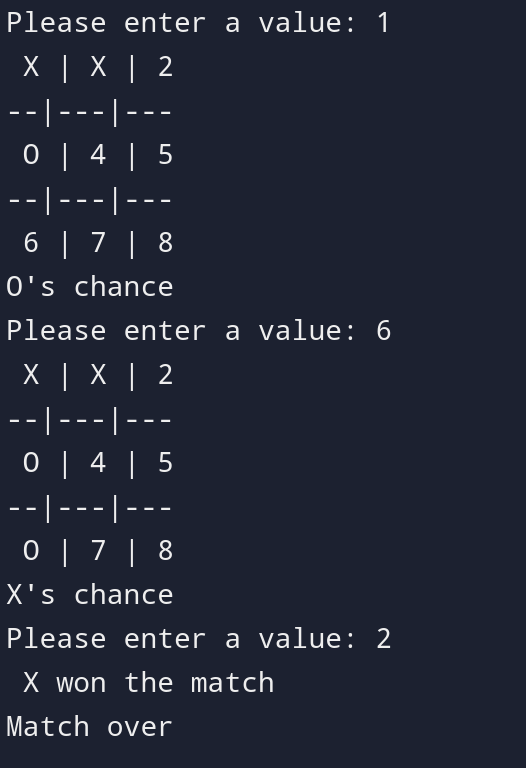 Please enter a value: 1
 X | X | 2
--|---|---
 O | 4 | 5
--|---|---
 6 | 7 | 8
O's chance
Please enter a value: 6
 X | X | 2
--|---|---
 O | 4 | 5
--|---|---
 O | 7 | 8
X's chance
Please enter a value: 2
 X won the match
Match over